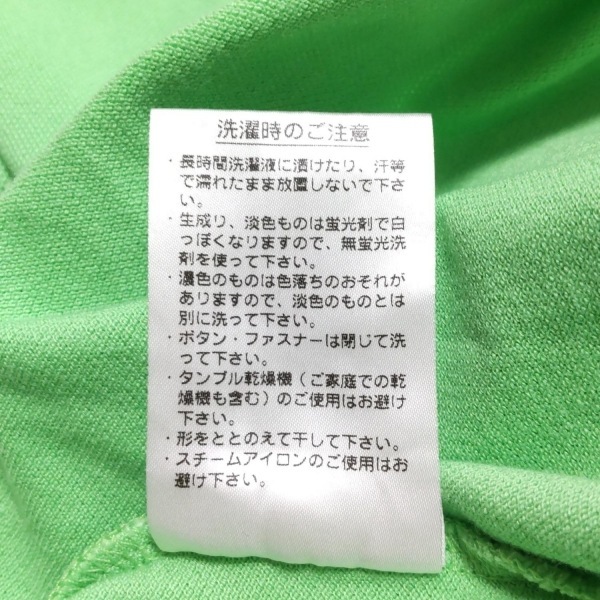 洗濯時のご注意
・長時間洗濯液に漬けたり、汗等
で濡れたまま放置しないで下さ
い。
・生成り、淡色ものは蛍光剤で白
っぽくなりますので、無蛍光洗
剤を使って下さい。
・濃色のものは色落ちのおそれが
ありますので、淡色のものとは
別に洗って下さい。
・ボタン・ファスナーは閉じて洗
って下さい。
・タンブル乾燥機（ご家庭での乾
燥機も含む）のご使用はお避け
下さい。
・形をととのえて干して下さい。
・スチームアイロンのご使用はお
避け下さい。